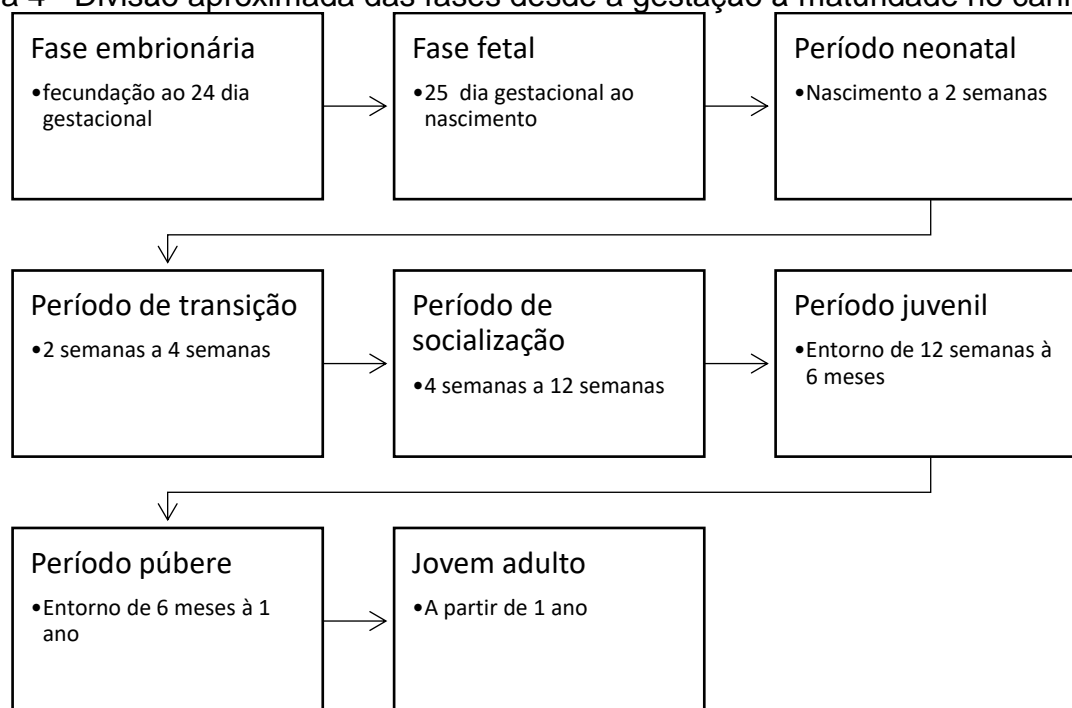 a 4 - Divisão aproximada das fases desde a gestação à maturidade no
Fase embrionária
•fecundação ao 24 dia
gestacional
Fase fetal
•25 dia gestacional ao
nascimento
Período neonatal
•Nascimento a 2 semanas
Período de transição
•2 semanas a 4 semanas
Período de
socialização
•4 semanas a 12 semanas
Período juvenil
•Entorno de 12 semanas à
6 meses
Período púbere
•Entorno de 6 meses à 1
ano
Jovem adulto
•A partir de 1 ano